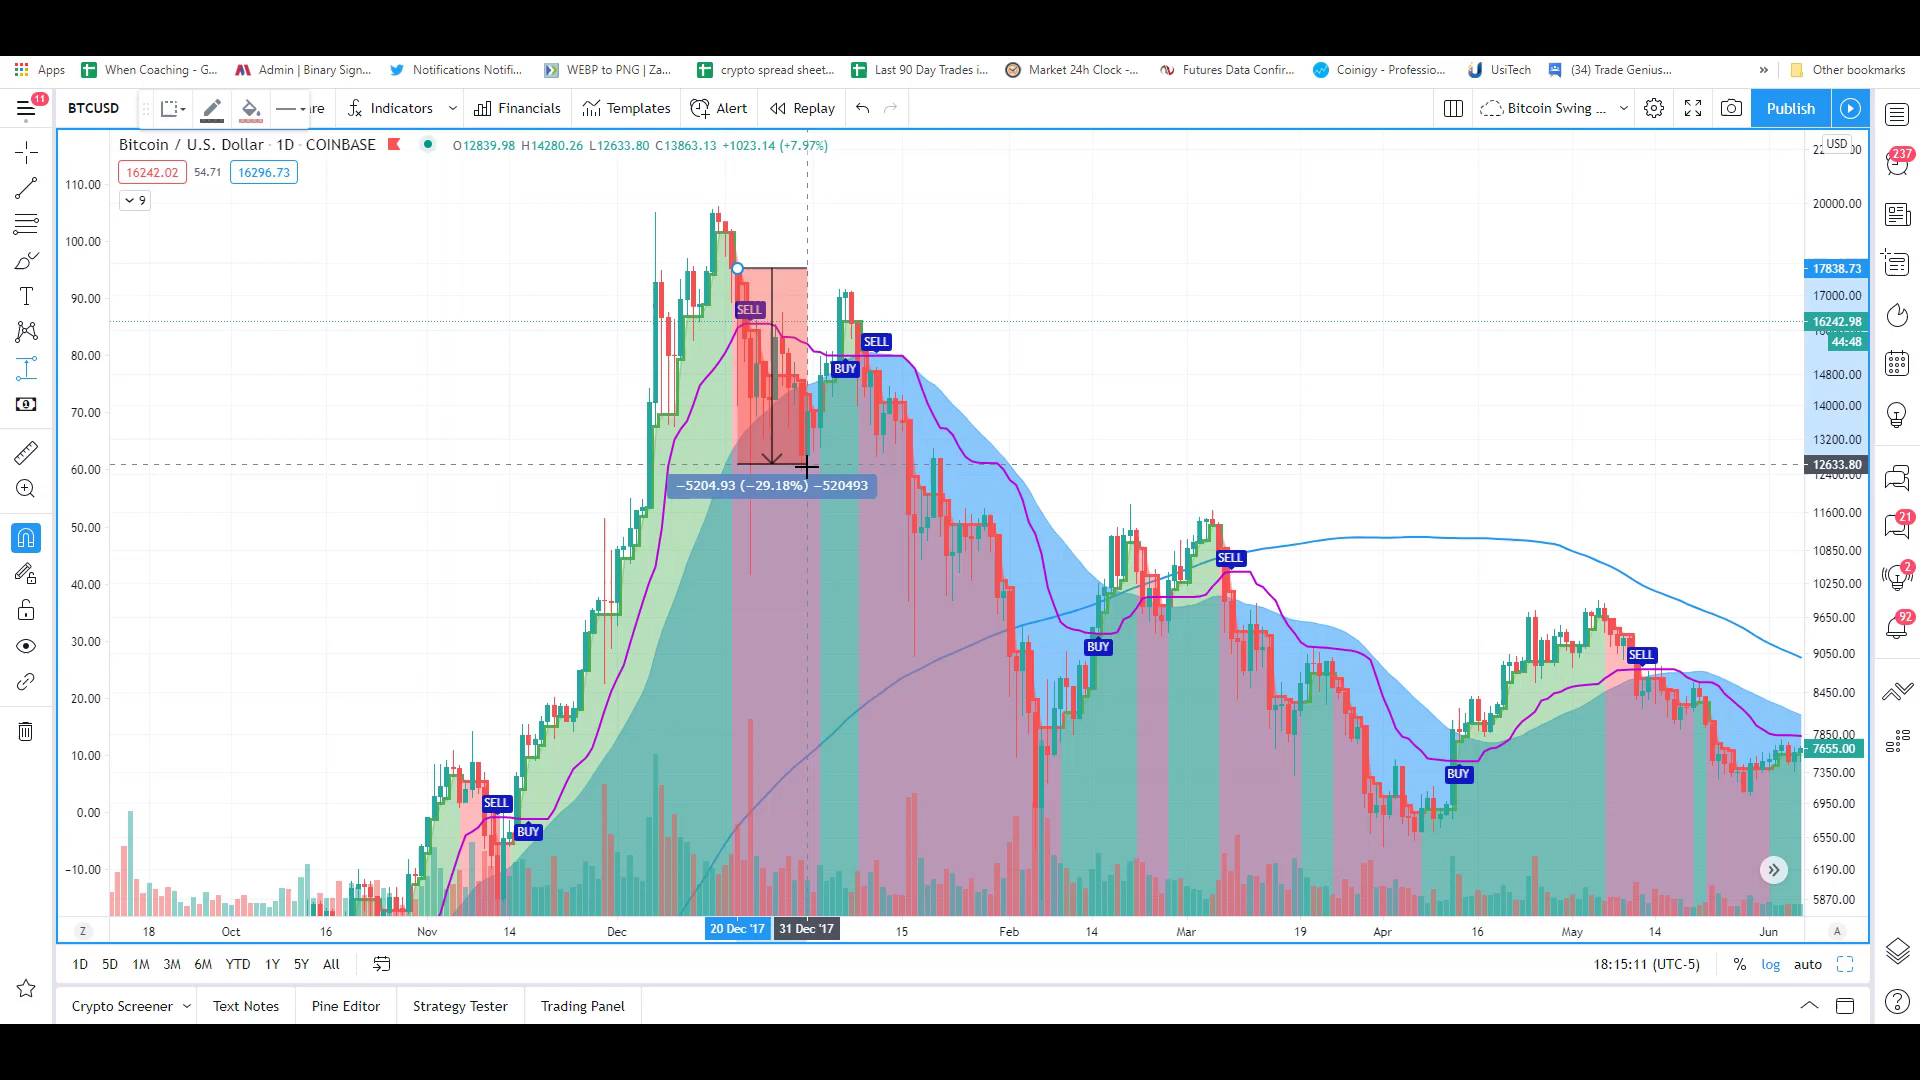 Apps When Coaching - G... Admin | Binary Sign... Notifications Notifi... WEBP to PNG | Za... crypto spread sheet... Last 90 Day Trades i... Market 24h Clock -... Futures Data Confir... Coinigy - Professio... UsiTech (34) Trade Genius... » Other bookmarks
11 BTCUSD re Indicators Financials Templates Alert Replay Bitcoin Swing ... Publish
Bitcoin / U.S. Dollar · 1D · COINBASE O12839.98 H14280.26 L12633.80 C13863.13 +1023.14 (+7.97%) USD
16242.02 54.71 16296.73
9
110.00
100.00
90.00
80.00
70.00
60.00
50.00
40.00
30.00
20.00
10.00
0.00
−10.00
SELL
SELL
BUY
−5204.93 (−29.18%) −520493
SELL
BUY
SELL
BUY
SELL
BUY
20000.00
17838.73
17000.00
16242.98
44:48
14800.00
14000.00
13200.00
12633.80
11600.00
10850.00
10250.00
9650.00
9050.00
8450.00
7850.00
7655.00
7350.00
6950.00
6550.00
6190.00
5870.00
237
21
2
92
Z 18 Oct 16 Nov 14 Dec 20 Dec '17 31 Dec '17 15 Feb 14 Mar 19 Apr 16 May 14 Jun A
1D 5D 1M 3M 6M YTD 1Y 5Y All 18:15:11 (UTC-5) % log auto
Crypto Screener Text Notes Pine Editor Strategy Tester Trading Panel